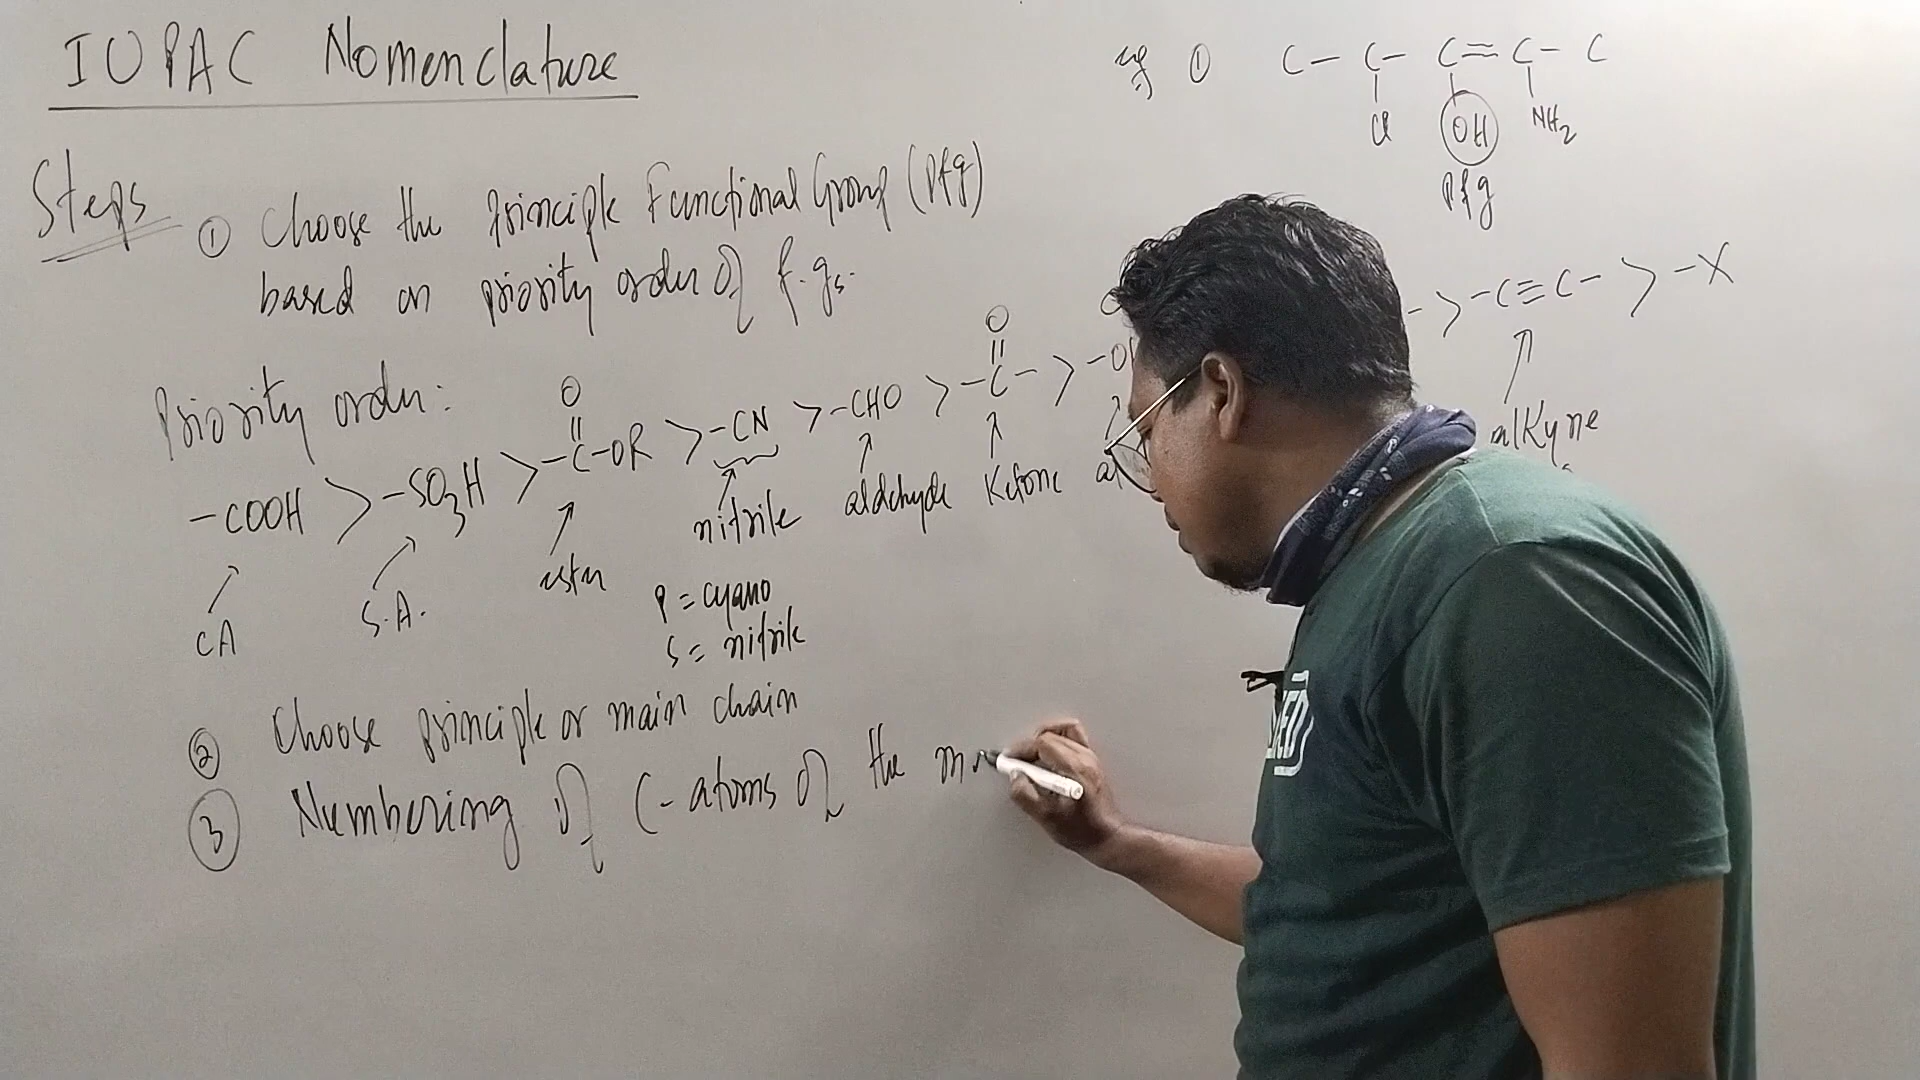 IUPAC Nomenclature
eg ① C - C - C = C - C
Cl OH NH2
Pfg
Steps
① Choose the Principle Functional Group (Pfg)
based on priority order of f.gs.
Priority order:
-COOH > -SO3H > -C-OR > -CN > -CHO > -C- > -O
O O
- > -C≡C- > -X
CA S.A. ester nitrile aldehyde Ketone al alkyne
P = cyano
S = nitrile
② Choose principle or main chain
③ Numbering of C-atoms of the m